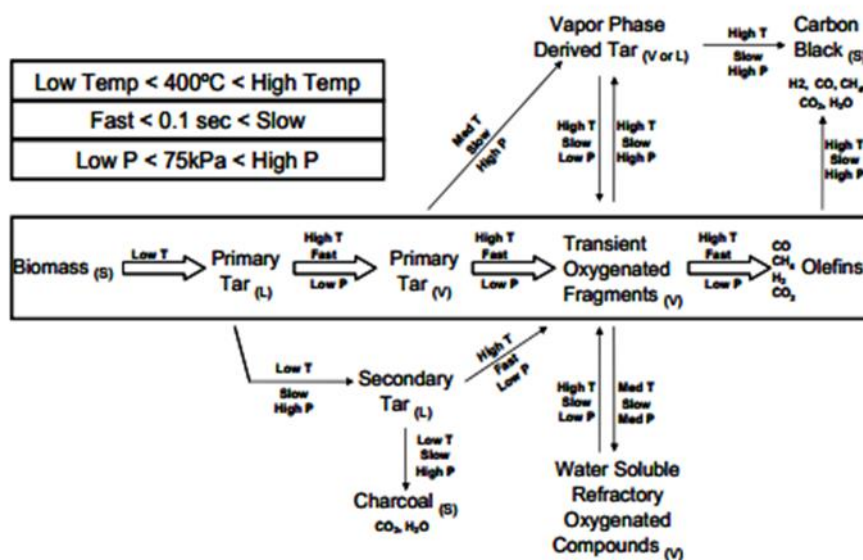 Vapor Phase
Derived Tar (V or L)
High T
Slow
High P
Carbon
Black (S)
H2, CO, CH4
CO2, H2O
Low Temp < 400ºC < High Temp
Fast < 0.1 sec < Slow
Low P < 75kPa < High P
Med T
Slow
High P
High T
Slow
Low P
High T
Slow
High P
High T
Slow
High P
Biomass (S)
Low T
Primary
Tar (L)
High T
Fast
Low P
Primary
Tar (V)
High T
Fast
Low P
Transient
Oxygenated
Fragments (V)
High T
Fast
Low P
CO
CH4
H2
CO2
Olefins
Low T
Slow
High P
Secondary
Tar (L)
High T
Fast
Low P
High T
Slow
Low P
Med T
Slow
Med P
Low T
Slow
High P
Charcoal (S)
CO2, H2O
Water Soluble
Refractory
Oxygenated
Compounds (V)